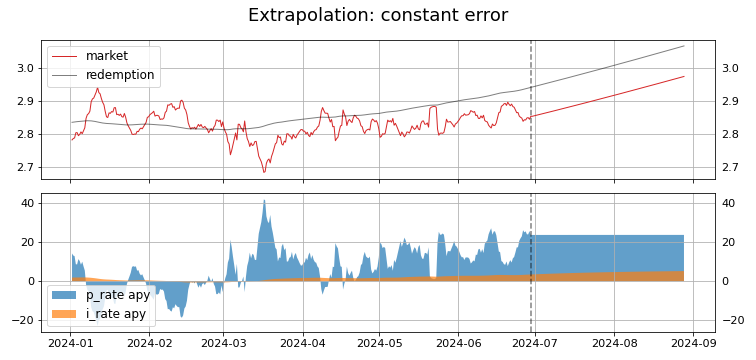 Extrapolation: constant error
market
redemption
3.0 3.0
2.9 2.9
2.8 2.8
2.7 2.7
40 40
20 20
0 0
p_rate apy
i_rate apy
−20 −20
2024-01 2024-02 2024-03 2024-04 2024-05 2024-06 2024-07 2024-08 2024-09